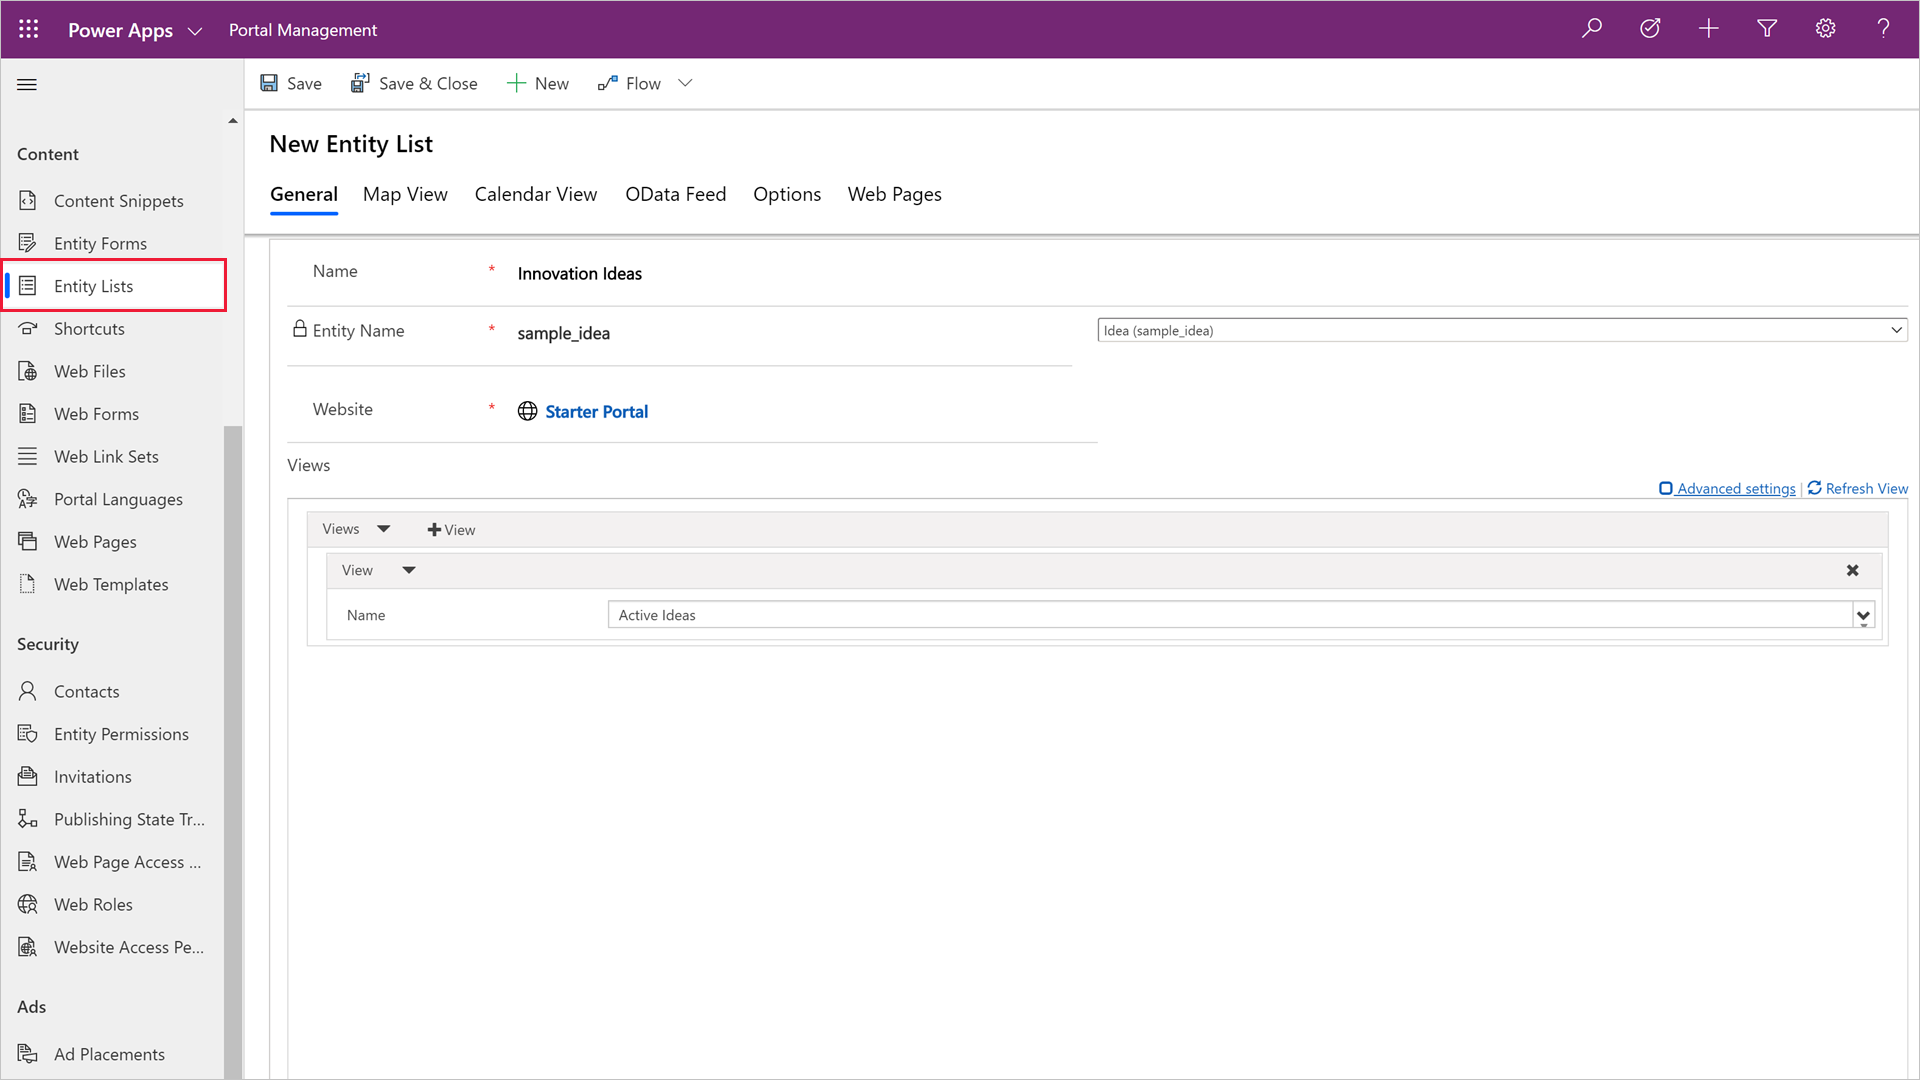 Power Apps
Portal Management
Save
Save & Close
New
Flow
New Entity List
General
Map View
Calendar View
OData Feed
Options
Web Pages
Content
Content Snippets
Entity Forms
Entity Lists
Shortcuts
Web Files
Web Forms
Web Link Sets
Portal Languages
Web Pages
Web Templates
Security
Contacts
Entity Permissions
Invitations
Publishing State Tr...
Web Page Access ...
Web Roles
Website Access Pe...
Ads
Ad Placements
Name * Innovation Ideas
Entity Name * sample_idea
Idea (sample_idea)
Website * Starter Portal
Views
Advanced settings | Refresh View
Views
View
View
Name
Active Ideas